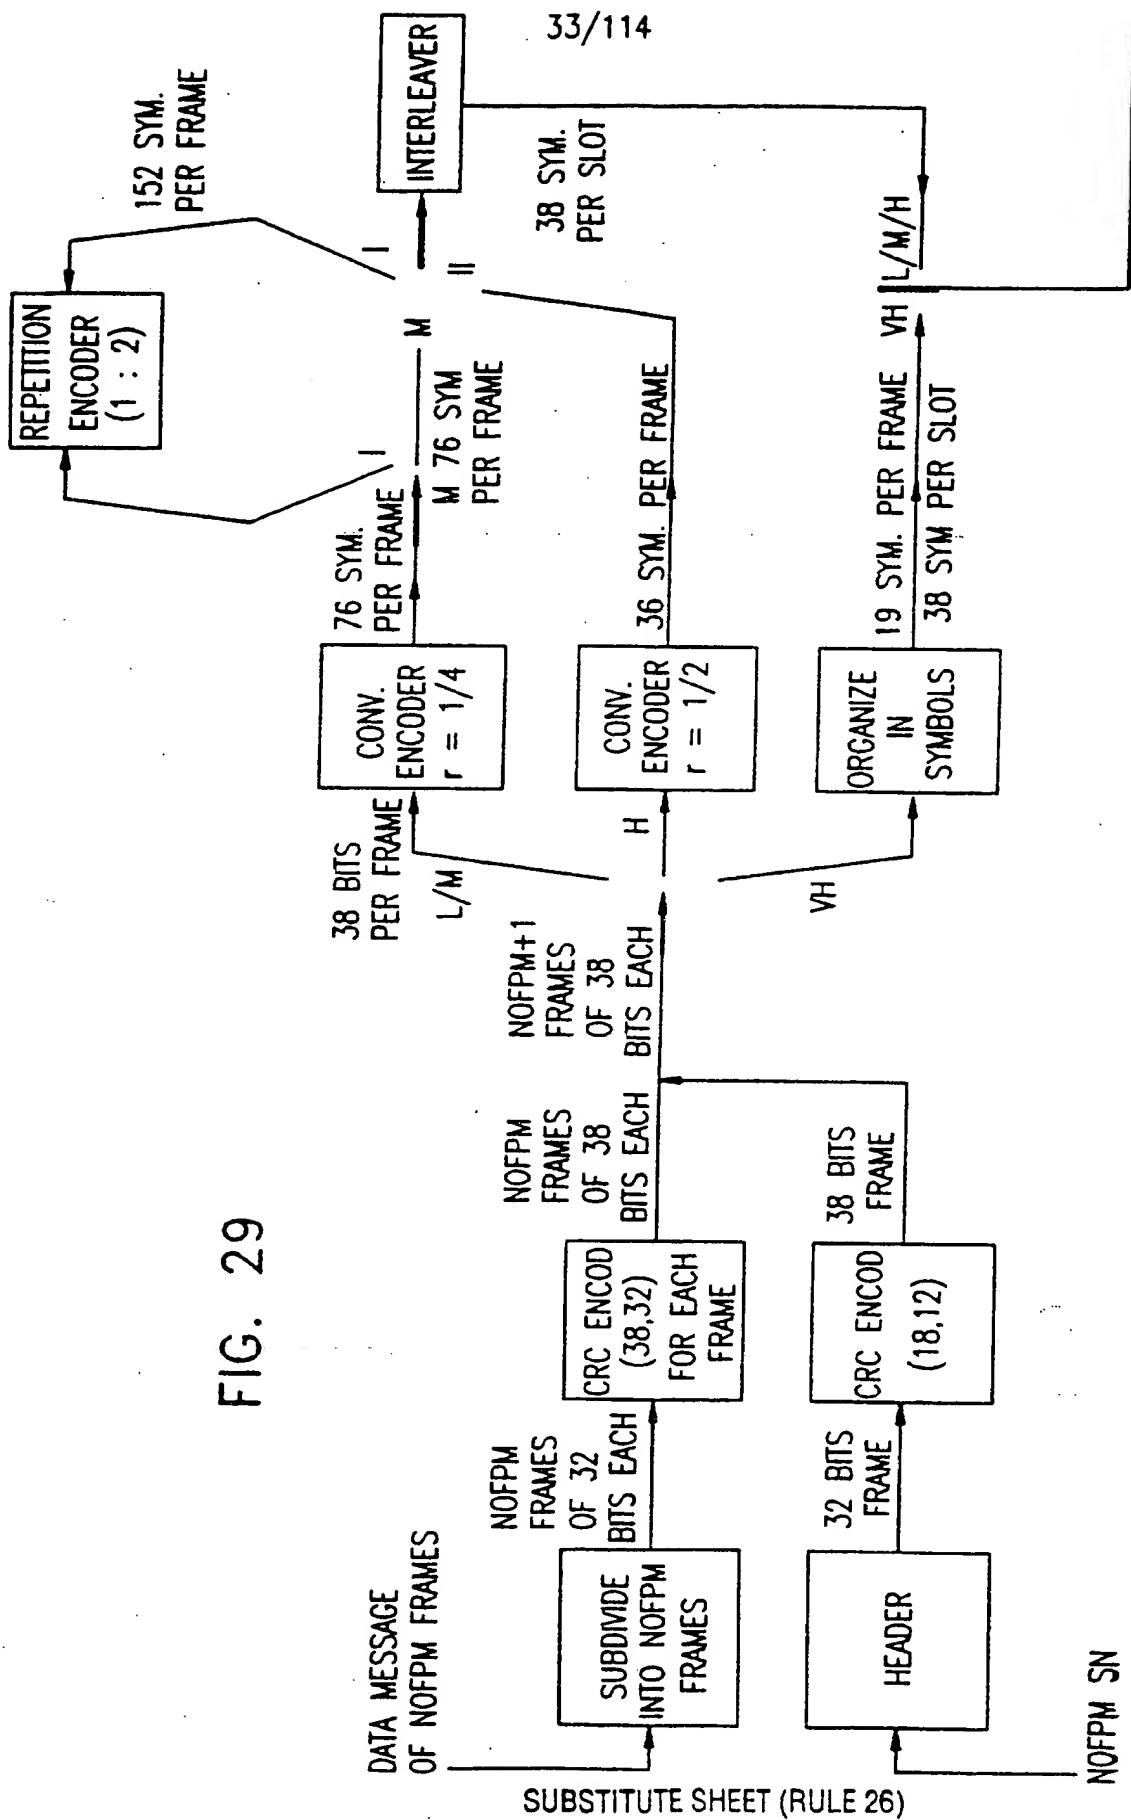 33/114
FIG. 29
DATA MESSAGE
OF NOFPM FRAMES
SUBDIVIDE
INTO NOFPM
FRAMES
NOFPM
FRAMES
OF 32
BITS EACH
CRC ENCOD
(38,32)
FOR EACH
FRAME
NOFPM
FRAMES
OF 38
BITS EACH
NOFPM+1
FRAMES
OF 38
BITS EACH
NOFPM SN
HEADER
32 BITS
FRAME
CRC ENCOD
(18,12)
38 BITS
FRAME
L/M
H
VH
38 BITS
PER FRAME
CONV.
ENCODER
r = 1/4
76 SYM.
PER FRAME
I
M 76 SYM
PER FRAME
M
REPETITION
ENCODER
(1 : 2)
152 SYM.
PER FRAME
I
II
INTERLEAVER
38 SYM.
PER SLOT
CONV.
ENCODER
r = 1/2
36 SYM. PER FRAME
ORGANIZE
IN
SYMBOLS
19 SYM. PER FRAME
38 SYM PER SLOT
VH
L/M/H
SUBSTITUTE SHEET (RULE 26)